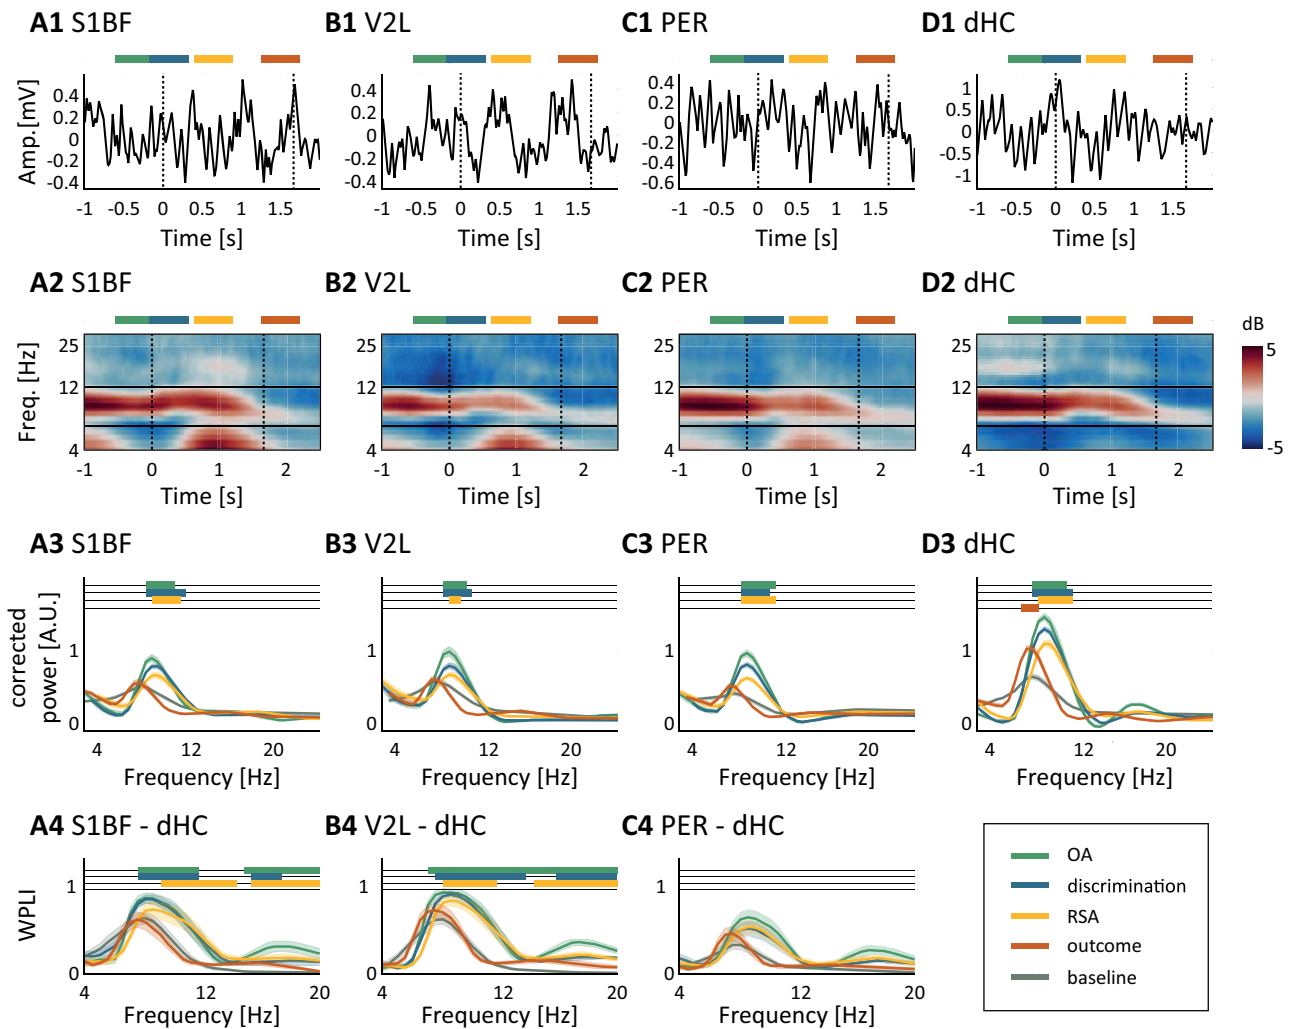 A1 S1BF B1 V2L C1 PER D1 dHC
Amp.[mV]
0.4 0.2 0 -0.2 -0.4
0.4 0.2 0 -0.2 -0.4
0.4 0.2 0 -0.2 -0.4 -0.6
1 0.5 0 -0.5 -1
-1 -0.5 0 0.5 1 1.5
-1 -0.5 0 0.5 1 1.5
-1 -0.5 0 0.5 1 1.5
-1 -0.5 0 0.5 1 1.5
Time [s] Time [s] Time [s] Time [s]
A2 S1BF B2 V2L C2 PER D2 dHC
Freq. [Hz]
25 12 4
25 12 4
25 12 4
25 12 4
dB
5
-5
-1 0 1 2
-1 0 1 2
-1 0 1 2
-1 0 1 2
Time [s] Time [s] Time [s] Time [s]
A3 S1BF B3 V2L C3 PER D3 dHC
corrected
power [A.U.]
1 0
1 0
1 0
1 0
4 12 20
4 12 20
4 12 20
4 12 20
Frequency [Hz] Frequency [Hz] Frequency [Hz] Frequency [Hz]
A4 S1BF - dHC B4 V2L - dHC C4 PER - dHC
WPLI
1 0
1 0
1 0
4 12 20
4 12 20
4 12 20
Frequency [Hz] Frequency [Hz] Frequency [Hz]
OA
discrimination
RSA
outcome
baseline